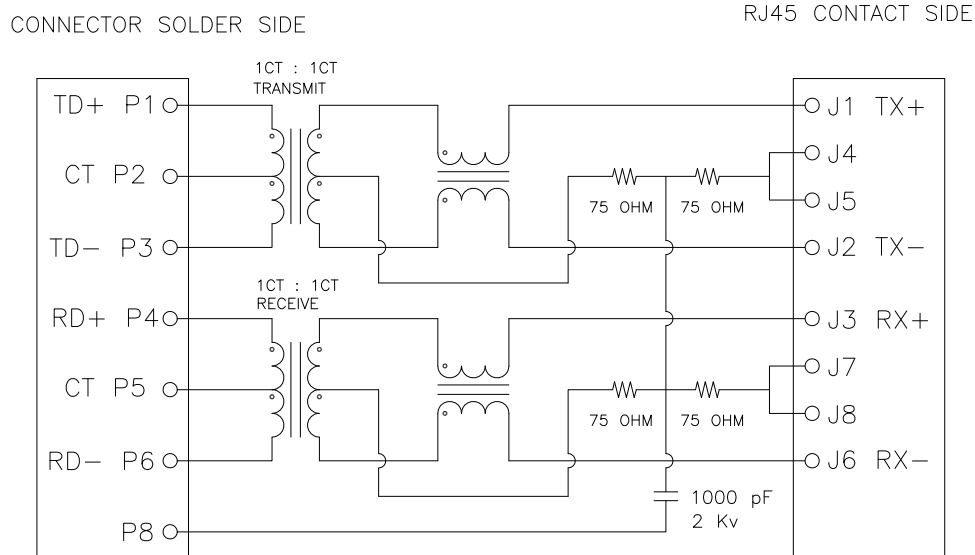 CONNECTOR SOLDER SIDE
RJ45 CONTACT SIDE
1CT : 1CT
TRANSMIT
TD+ P1
J1 TX+
J4
CT P2
75 OHM 75 OHM
J5
TD- P3
J2 TX-
1CT : 1CT
RECEIVE
RD+ P4
J3 RX+
J7
CT P5
75 OHM 75 OHM
J8
RD- P6
J6 RX-
1000 pF
2 Kv
P8